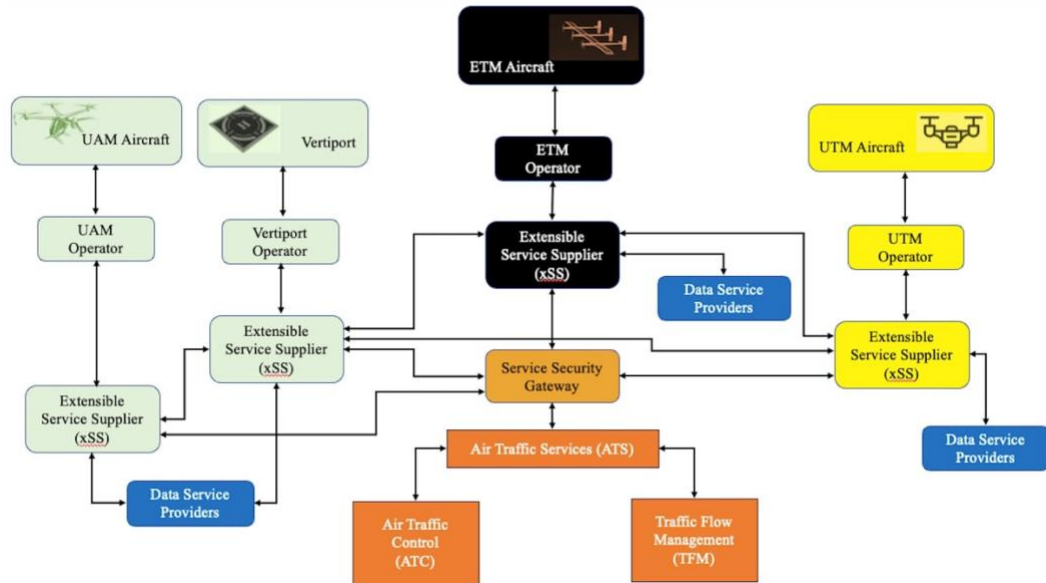 ETM Aircraft
UAM Aircraft
Vertiport
UTM Aircraft
ETM
Operator
UAM
Operator
Vertiport
Operator
UTM
Operator
Extensible
Service Supplier
(xSS)
Data Service
Providers
Extensible
Service Supplier
(xSS)
Extensible
Service Supplier
(xSS)
Service Security
Gateway
Extensible
Service Supplier
(xSS)
Air Traffic Services (ATS)
Data Service
Providers
Data Service
Providers
Air Traffic
Control
(ATC)
Traffic Flow
Management
(TFM)